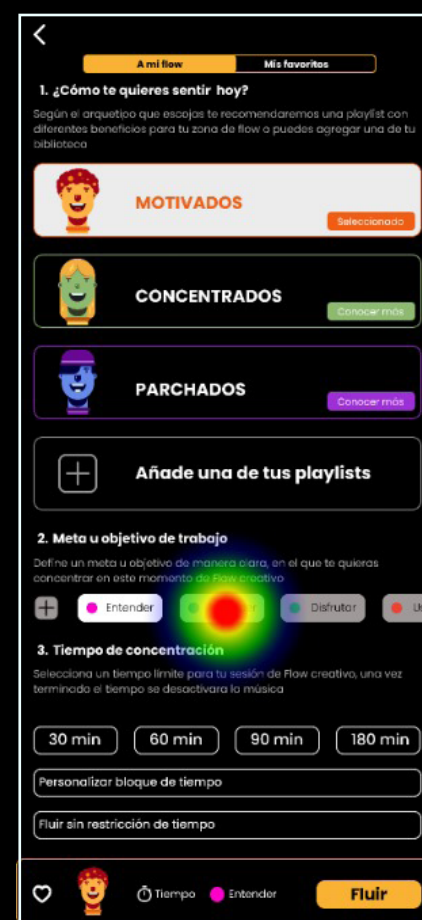 A mi flow
Mis favoritos
1. ¿Cómo te quieres sentir hoy?
Según el arquetipo que escojas te recomendaremos una playlist con
diferentes beneficios para tu zona de flow o puedes agregar una de tu
biblioteca
MOTIVADOS
Seleccionado
CONCENTRADOS
Conocer más
PARCHADOS
Conocer más
Añade una de tus playlists
2. Meta u objetivo de trabajo
Define un meta u objetivo de manera clara, en el que te quieras
concentrar en este momento de Flow creativo
Entender
Disfrutar
3. Tiempo de concentración
Selecciona un tiempo límite para tu sesión de Flow creativo, una vez
terminado el tiempo se desactivara la música
30 min
60 min
90 min
180 min
Personalizar bloque de tiempo
Fluir sin restricción de tiempo
Tiempo
Entender
Fluir